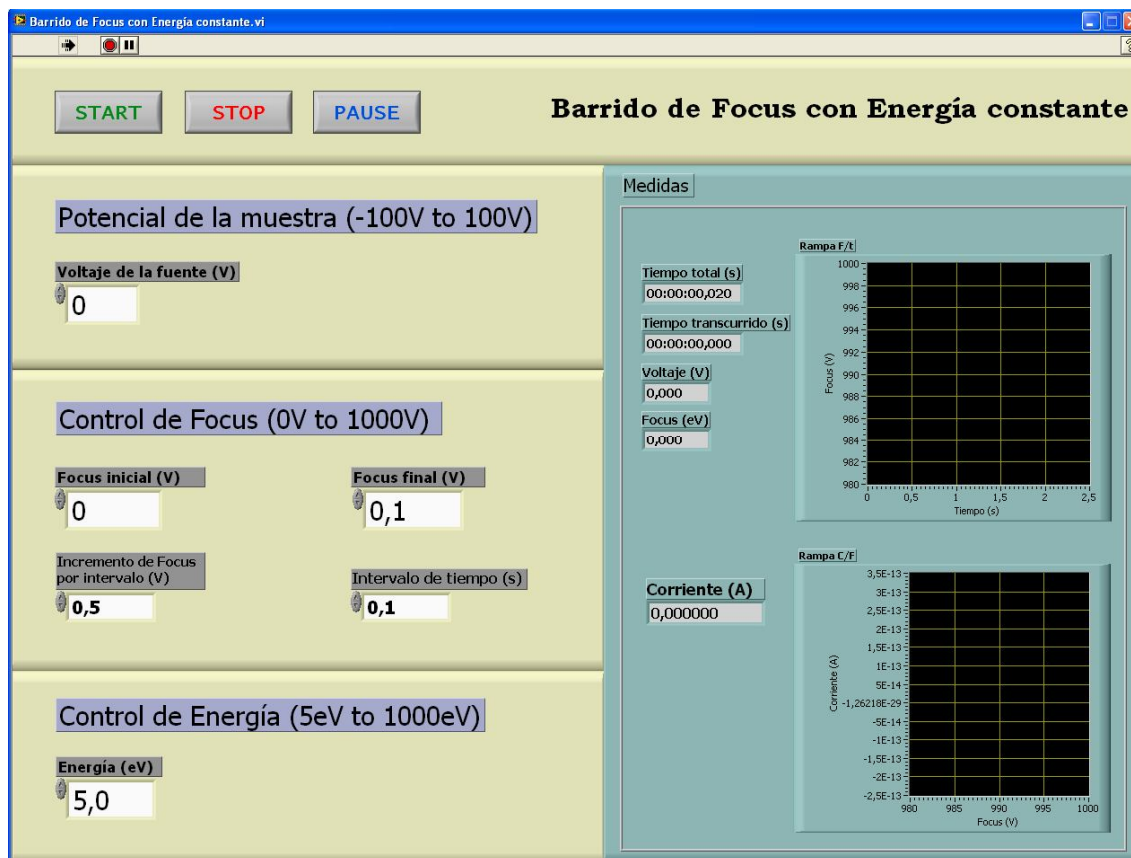 Barrido de Focus con Energía constante.vi
START
STOP
PAUSE
Barrido de Focus con Energía constante
Potencial de la muestra (-100V to 100V)
Voltaje de la fuente (V)
0
Control de Focus (0V to 1000V)
Focus inicial (V)
0
Focus final (V)
0,1
Incremento de Focus
por intervalo (V)
0,5
Intervalo de tiempo (s)
0,1
Control de Energía (5eV to 1000eV)
Energía (eV)
5,0
Medidas
Tiempo total (s)
00:00:00,020
Tiempo transcurrido (s)
00:00:00,000
Voltaje (V)
0,000
Focus (eV)
0,000
Rampa F/t
1000
998
996
994
992
990
988
986
984
982
980
Focus (V)
0 0,5 1 1,5 2 2,5
Tiempo (s)
Corriente (A)
0,000000
Rampa C/F
3,5E-13
3E-13
2,5E-13
2E-13
1,5E-13
1E-13
5E-14
-1,26218E-29
-5E-14
-1E-13
-1,5E-13
-2E-13
-2,5E-13
Corriente (A)
980 985 990 995 1000
Focus (V)